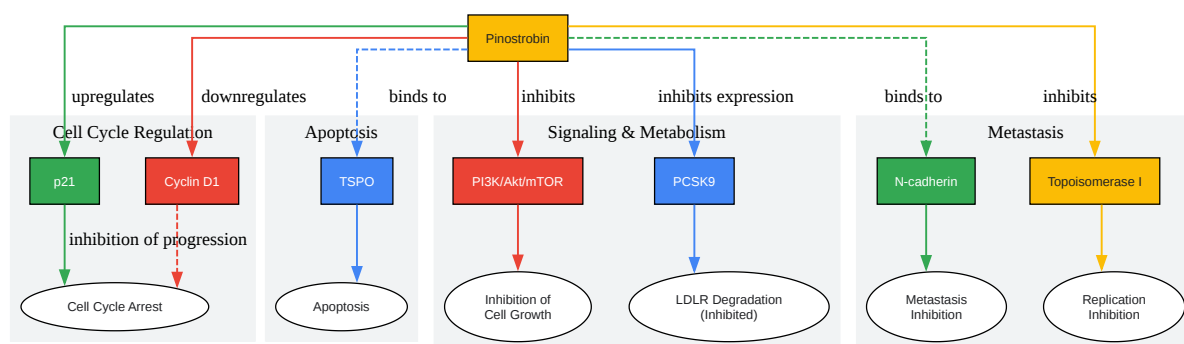 Pinostrobin
upregulates
downregulates
binds to
inhibits
inhibits expression
binds to
inhibits
Cell Cycle Regulation
Apoptosis
Signaling & Metabolism
Metastasis
p21
Cyclin D1
TSPO
PI3K/Akt/mTOR
PCSK9
N-cadherin
Topoisomerase I
inhibition of progression
Cell Cycle Arrest
Apoptosis
Inhibition of
Cell Growth
LDLR Degradation
(Inhibited)
Metastasis
Inhibition
Replication
Inhibition